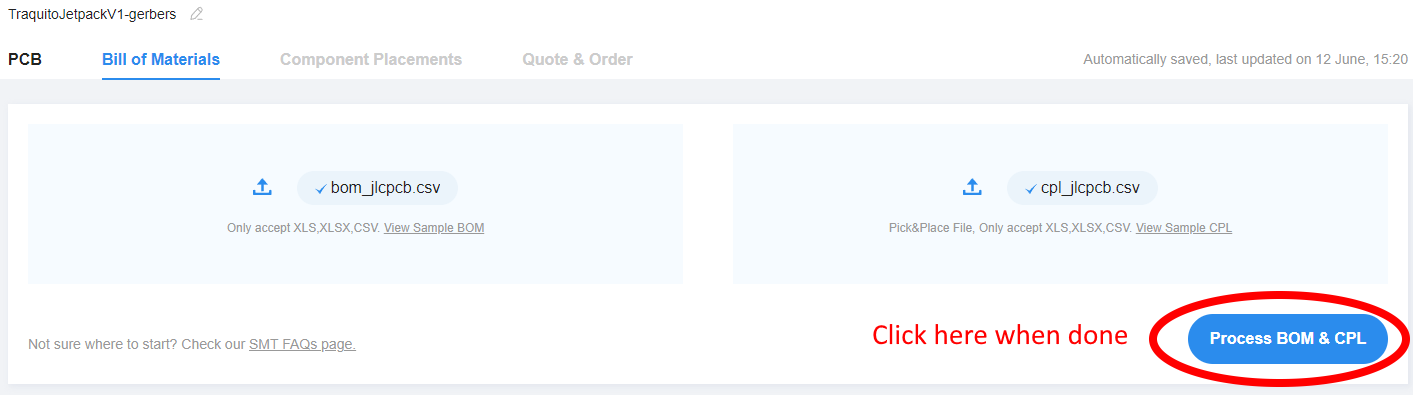 TraquitoJetpackV1-gerbers
PCB Bill of Materials Component Placements Quote & Order Automatically saved, last updated on 12 June, 15:20
bom_jlcpcb.csv cpl_jlcpcb.csv
Only accept XLS,XLSX,CSV. View Sample BOM Pick&Place File, Only accept XLS,XLSX,CSV. View Sample CPL
Click here when done Process BOM & CPL
Not sure where to start? Check our SMT FAQs page.